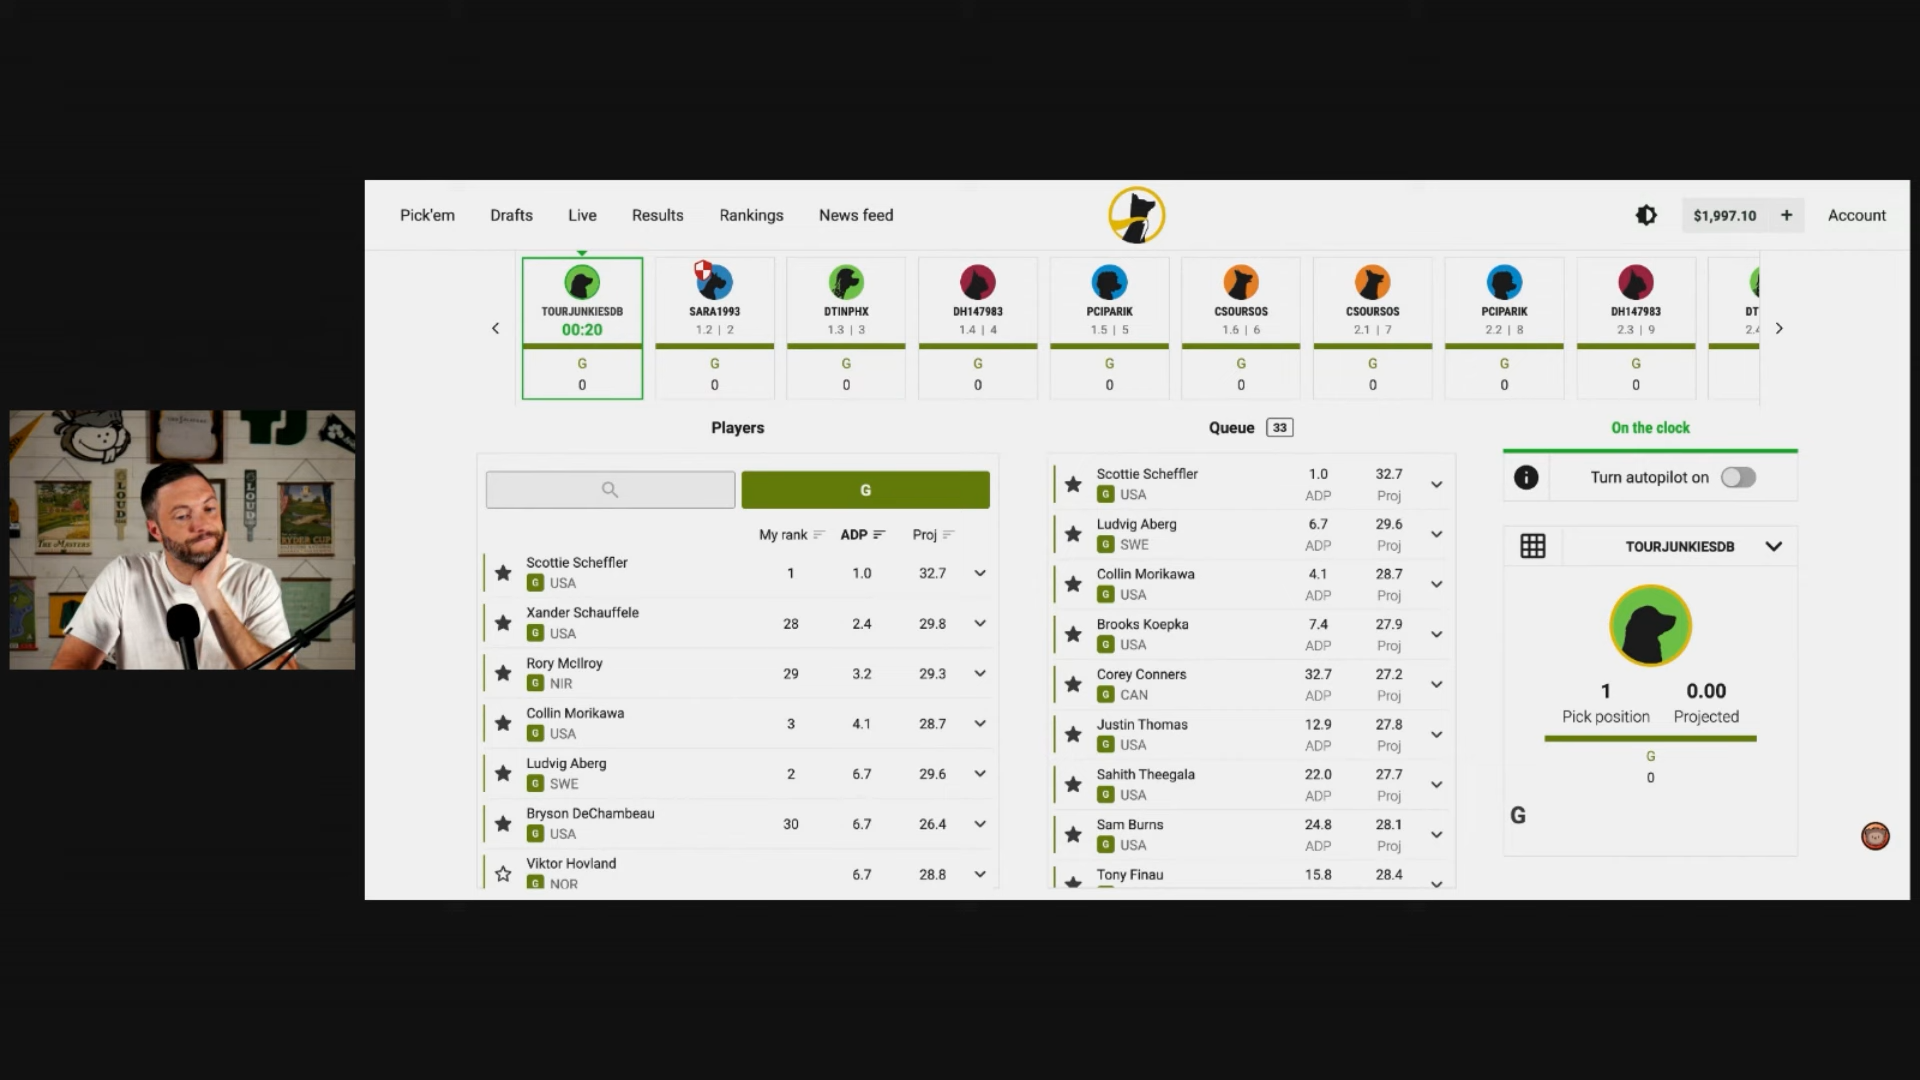 Pick'em Drafts Live Results Rankings News feed $1,997.10 + Account
TOURJUNKIESDB SARA1993 DTINPHX DH147983 PCIPARIK CSOURSOS CSOURSOS PCIPARIK DH147983 DT
00:20 1.2 | 2 1.3 | 3 1.4 | 4 1.5 | 5 1.6 | 6 2.1 | 7 2.2 | 8 2.3 | 9 2.4
G G G G G G G G G
0 0 0 0 0 0 0 0 0
Players
G
My rank ADP Proj
Scottie Scheffler
G USA
1 1.0 32.7
Xander Schauffele
G USA
28 2.4 29.8
Rory McIlroy
G NIR
29 3.2 29.3
Collin Morikawa
G USA
3 4.1 28.7
Ludvig Aberg
G SWE
2 6.7 29.6
Bryson DeChambeau
G USA
30 6.7 26.4
Viktor Hovland
G NOR
6.7 28.8
Queue 33
Scottie Scheffler 1.0 32.7
G USA ADP Proj
Ludvig Aberg 6.7 29.6
G SWE ADP Proj
Collin Morikawa 4.1 28.7
G USA ADP Proj
Brooks Koepka 7.4 27.9
G USA ADP Proj
Corey Conners 32.7 27.2
G CAN ADP Proj
Justin Thomas 12.9 27.8
G USA ADP Proj
Sahith Theegala 22.0 27.7
G USA ADP Proj
Sam Burns 24.8 28.1
G USA ADP Proj
Tony Finau 15.8 28.4
On the clock
Turn autopilot on
TOURJUNKIESDB
1 0.00
Pick position Projected
G
0
G
LOUD
LOUD
THE MASTERS
RYDER CUP
TJ